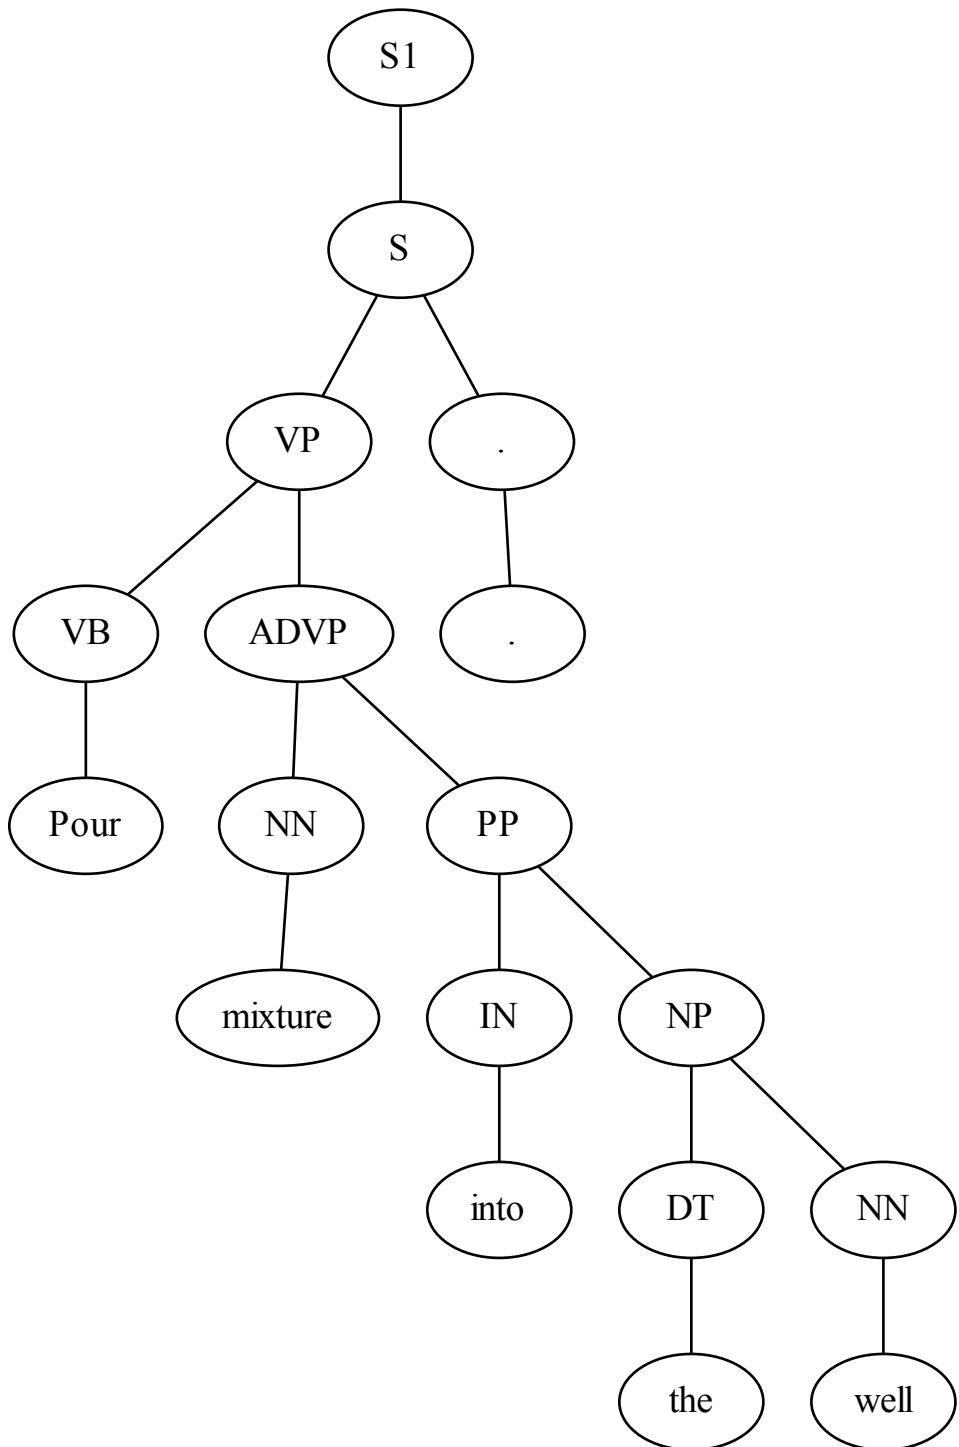 S1
S
VP .
VB ADVP .
Pour NN PP
mixture IN NP
into DT NN
the well